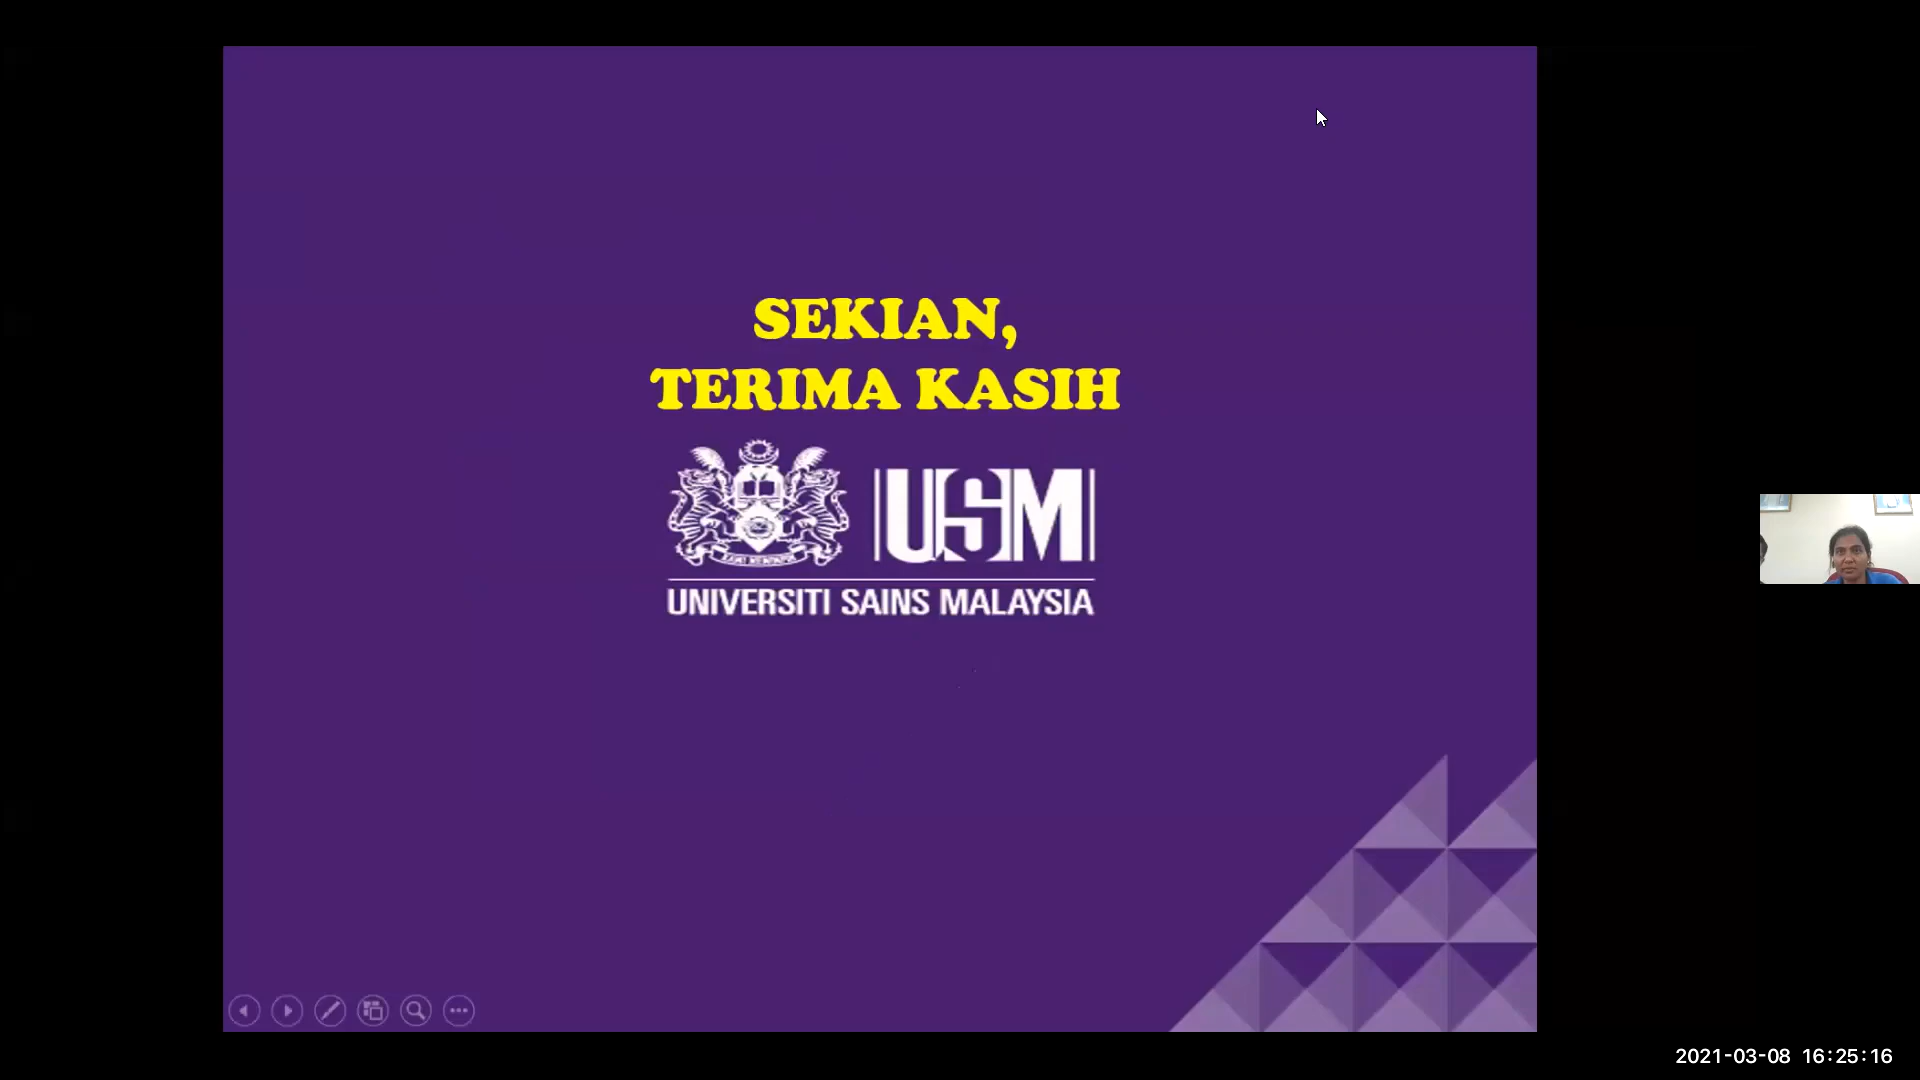 SEKIAN,
TERIMA KASIH
USM
UNIVERSITI SAINS MALAYSIA
2021-03-08 16:25:16